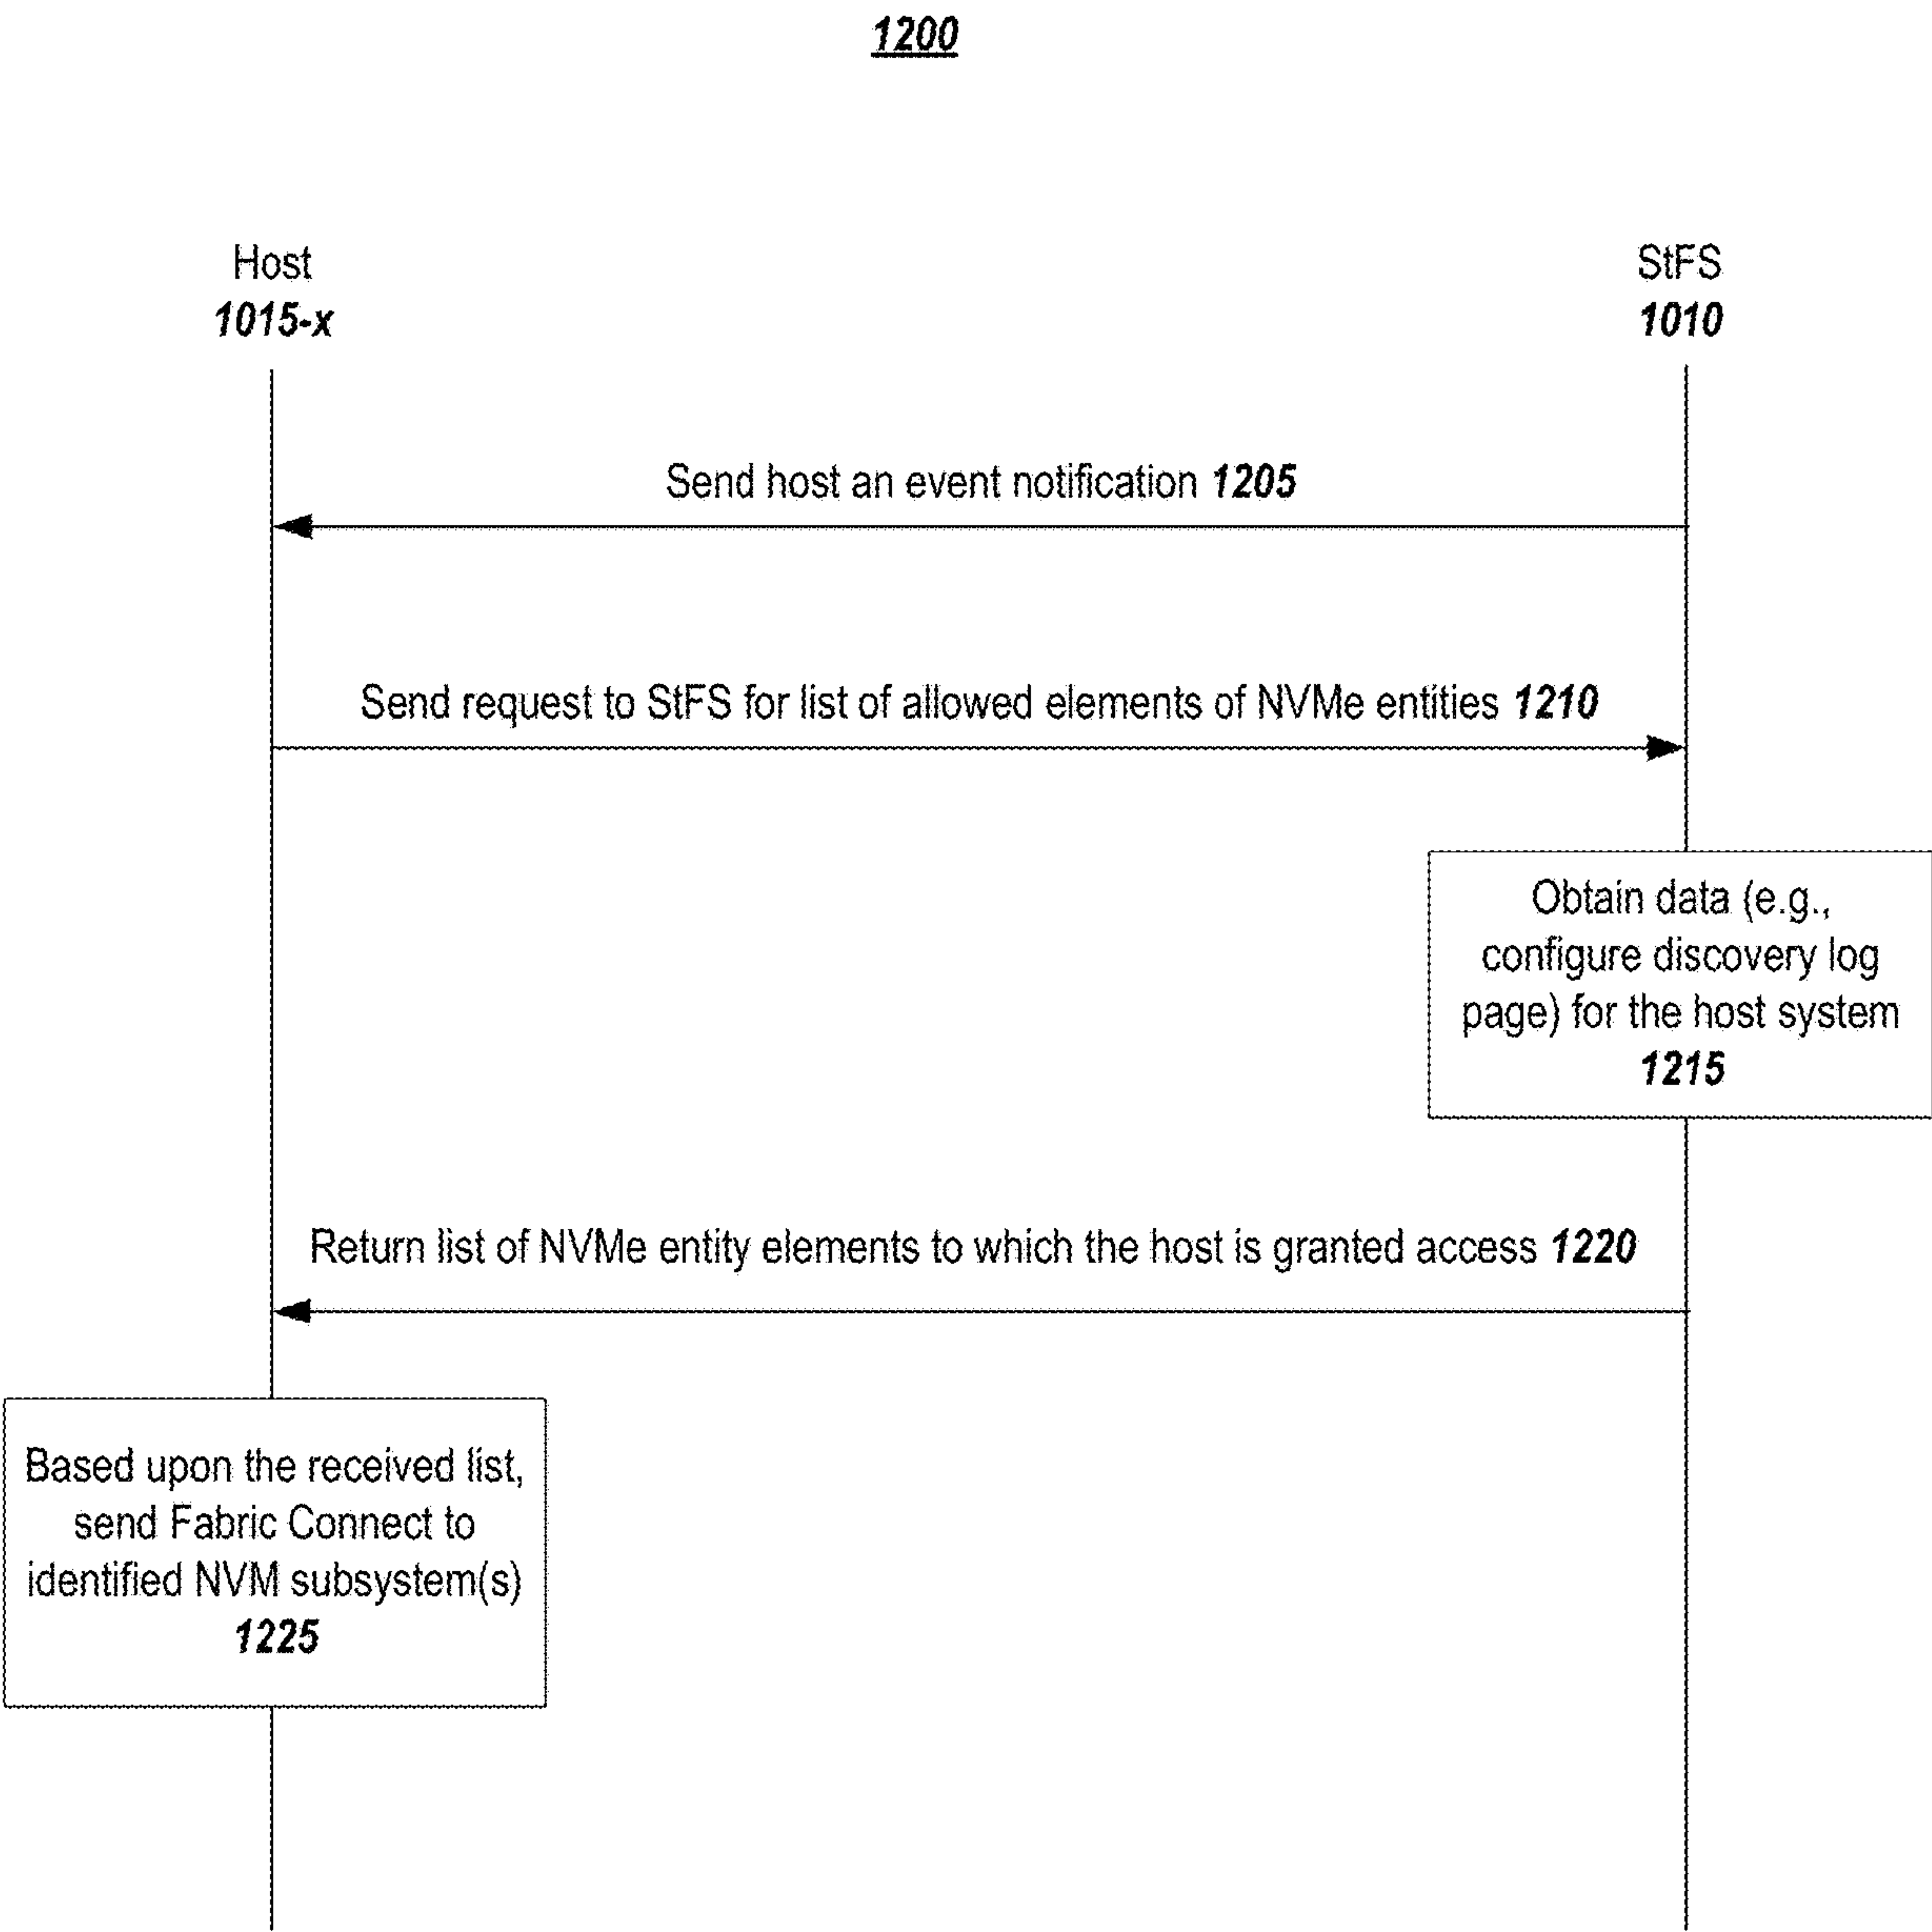 1200
Host
1015-x
StFS
1010
Send host an event notification 1205
Send request to StFS for list of allowed elements of NVMe entities 1210
Obtain data (e.g.,
configure discovery log
page) for the host system
1215
Return list of NVMe entity elements to which the host is granted access 1220
Based upon the received list,
send Fabric Connect to
identified NVM subsystem(s)
1225